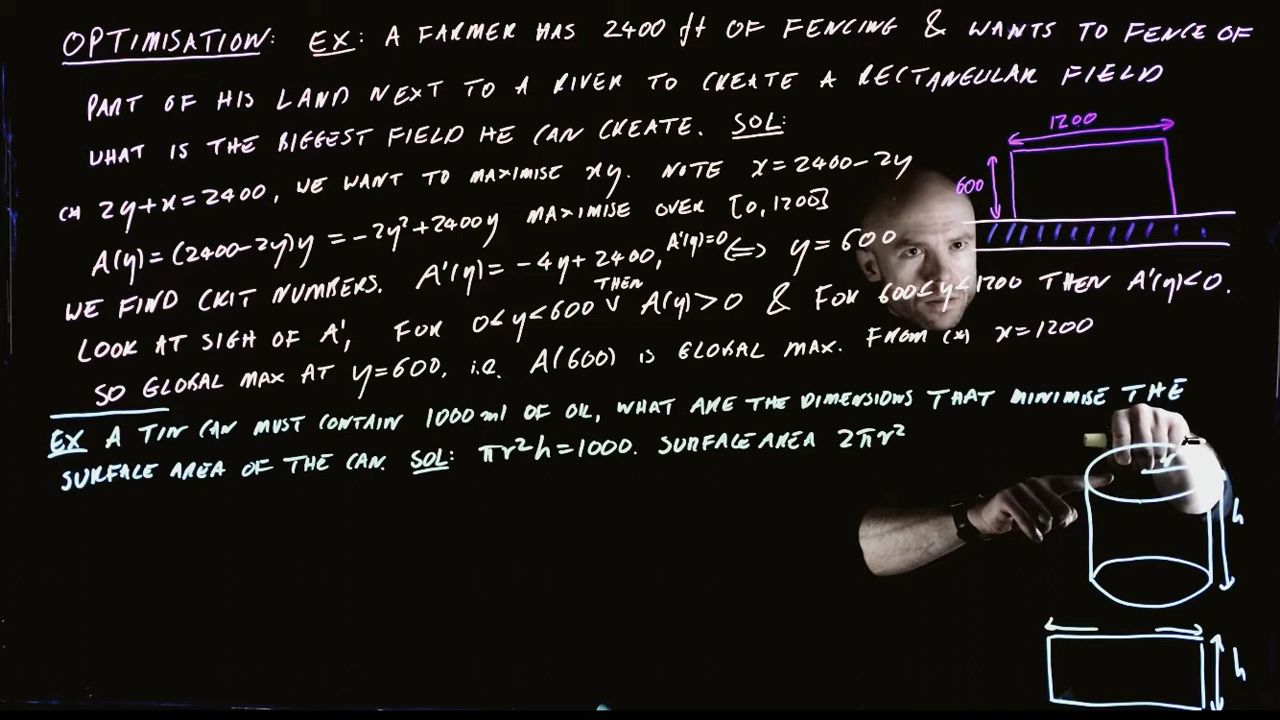 OPTIMISATION: EX: A FARMER HAS 2400 ft OF FENCING & WANTS TO FENCE OF
PART OF HIS LAND NEXT TO A RIVER TO CREATE A RECTANGULAR FIELD
WHAT IS THE BIGGEST FIELD HE CAN CREATE. SOL:
1200
600
(*) 2y+x=2400, WE WANT TO MAXIMISE xy. NOTE x=2400-2y
A(y)=(2400-2y)y=-2y²+2400y MAXIMISE OVER [0,1200]
WE FIND CRIT NUMBERS. A'(y)=-4y+2400, A'(y)=0 ⇔ y=600
LOOK AT SIGN OF A', FOR 0<y<600 THEN A(y)>0 & FOR 600<y<1200 THEN A'(y)<0.
SO GLOBAL MAX AT y=600, i.e. A(600) IS GLOBAL MAX. FROM (*) x=1200
EX A TIN CAN MUST CONTAIN 1000 ml OF OIL, WHAT ARE THE DIMENSIONS THAT MINIMISE THE
SURFACE AREA OF THE CAN. SOL: πr²h=1000. SURFACE AREA 2πr²
r
h
h